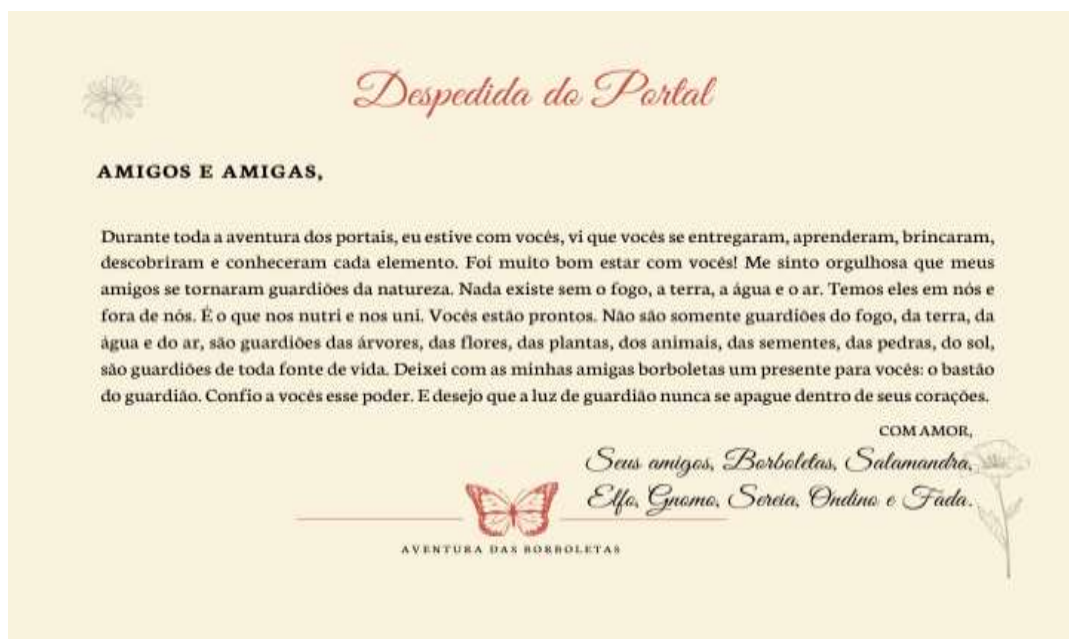 Despedida do Portal
AMIGOS E AMIGAS,
Durante toda a aventura dos portais, eu estive com vocês, vi que vocês se entregaram, aprenderam, brincaram,
descobriram e conheceram cada elemento. Foi muito bom estar com vocês! Me sinto orgulhosa que meus
amigos se tornaram guardiões da natureza. Nada existe sem o fogo, a terra, a água e o ar. Temos eles em nós e
fora de nós. É o que nos nutri e nos uni. Vocês estão prontos. Não são somente guardiões do fogo, da terra, da
água e do ar, são guardiões das árvores, das flores, das plantas, dos animais, das sementes, das pedras, do sol,
são guardiões de toda fonte de vida. Deixei com as minhas amigas borboletas um presente para vocês: o bastão
do guardião. Confio a vocês esse poder. E desejo que a luz de guardião nunca se apague dentro de seus corações.
COM AMOR,
Seus amigos, Borboletas, Salamandra,
Elfo, Gnomo, Sereia, Ondino e Fada.
AVENTURA DAS BORBOLETAS